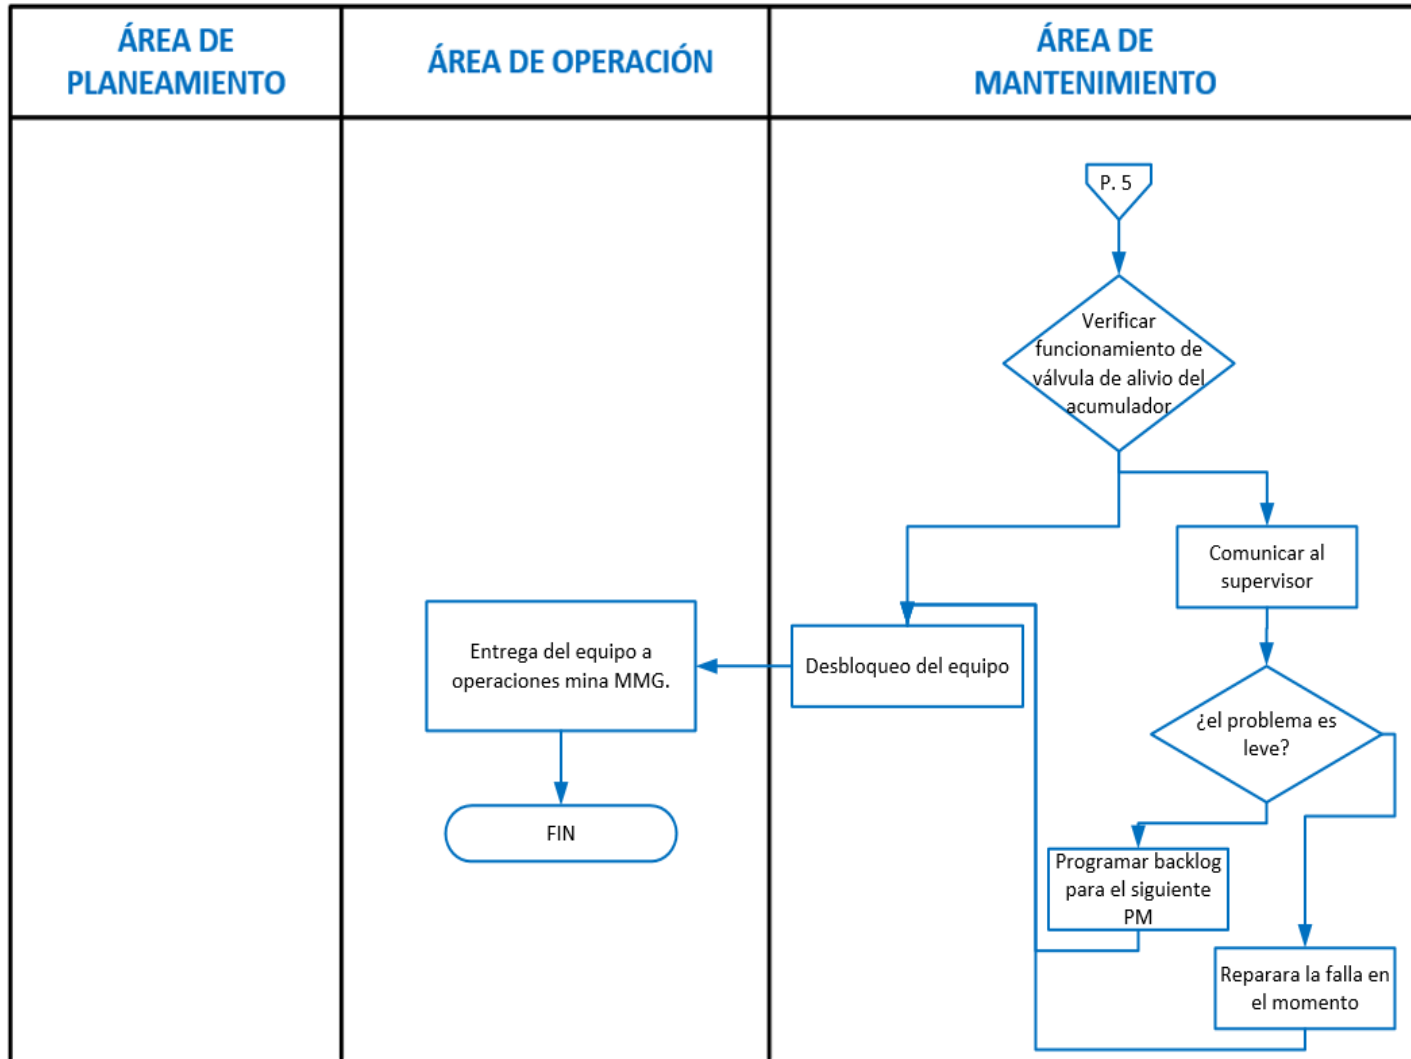 ÁREA DE
PLANEAMIENTO
ÁREA DE OPERACIÓN
ÁREA DE
MANTENIMIENTO
P. 5
Verificar
funcionamiento de
válvula de alivio del
acumulador
Comunicar al
supervisor
Entrega del equipo a
operaciones mina MMG.
Desbloqueo del equipo
¿el problema es
leve?
FIN
Programar backlog
para el siguiente
PM
Reparara la falla en
el momento